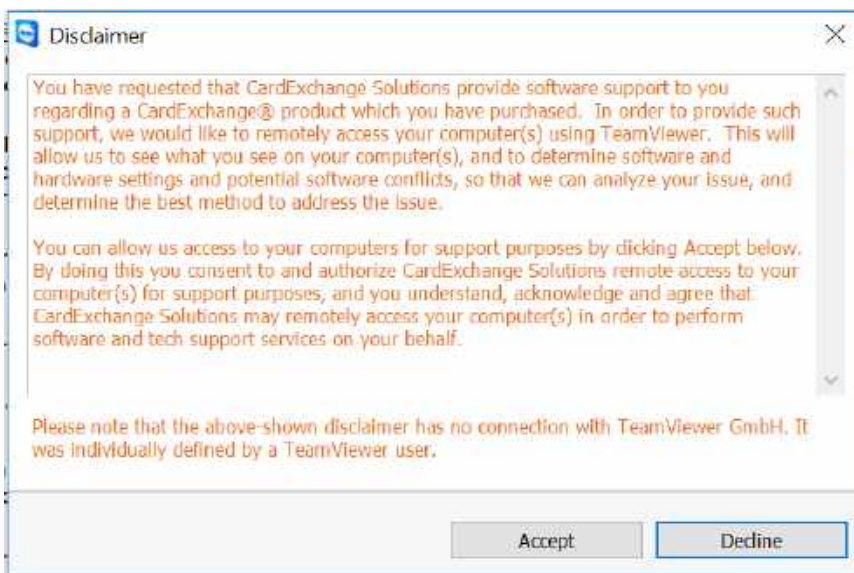 Disclaimer
You have requested that CardExchange Solutions provide software support to you
regarding a CardExchange® product which you have purchased.  In order to provide such
support, we would like to remotely access your computer(s) using TeamViewer.  This will
allow us to see what you see on your computer(s), and to determine software and
hardware settings and potential software conflicts, so that we can analyze your issue, and
determine the best method to address the issue.
You can allow us access to your computers for support purposes by clicking Accept below.
By doing this you consent to and authorize CardExchange Solutions remote access to your
computer(s) for support purposes, and you understand, acknowledge and agree that
CardExchange Solutions may remotely access your computer(s) in order to perform
software and tech support services on your behalf.
Please note that the above-shown disclaimer has no connection with TeamViewer GmbH. It
was individually defined by a TeamViewer user.
Accept
Decline